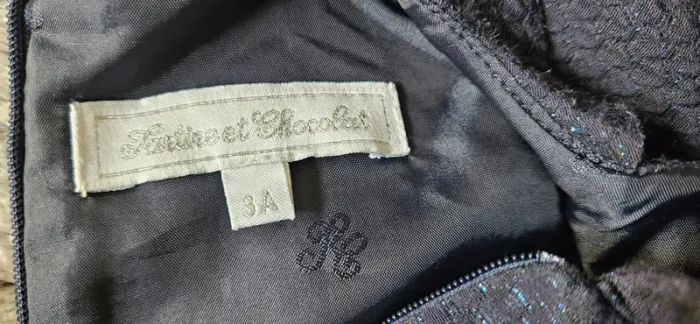 Tartine et Chocolat
3A